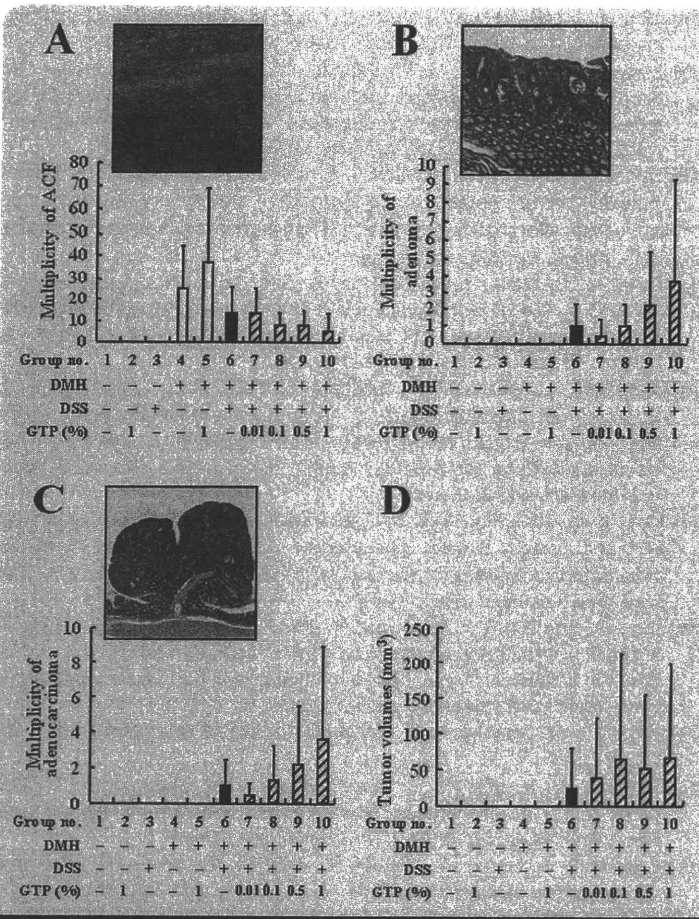 A
Multiplicity of ACF
80
70
60
50
40
30
20
10
0
Group no. 1 2 3 4 5 6 7 8 9 10
DMH - - - + + + + + + +
DSS - - + - - + + + + +
GTP (%) - 1 - - 1 - 0.01 0.1 0.5 1
B
Multiplicity of
adenoma
10
9
8
7
6
5
4
3
2
1
0
Group no. 1 2 3 4 5 6 7 8 9 10
DMH - - - + + + + + + +
DSS - - + - - + + + + +
GTP (%) - 1 - - 1 - 0.01 0.1 0.5 1
C
Multiplicity of
adenocarcinoma
10
8
6
4
2
0
Group no. 1 2 3 4 5 6 7 8 9 10
DMH - - - + + + + + + +
DSS - - + - - + + + + +
GTP (%) - 1 - - 1 - 0.01 0.1 0.5 1
D
Tumor volumes (mm³)
250
200
150
100
50
0
Group no. 1 2 3 4 5 6 7 8 9 10
DMH - - - + + + + + + +
DSS - - + - - + + + + +
GTP (%) - 1 - - 1 - 0.01 0.1 0.5 1